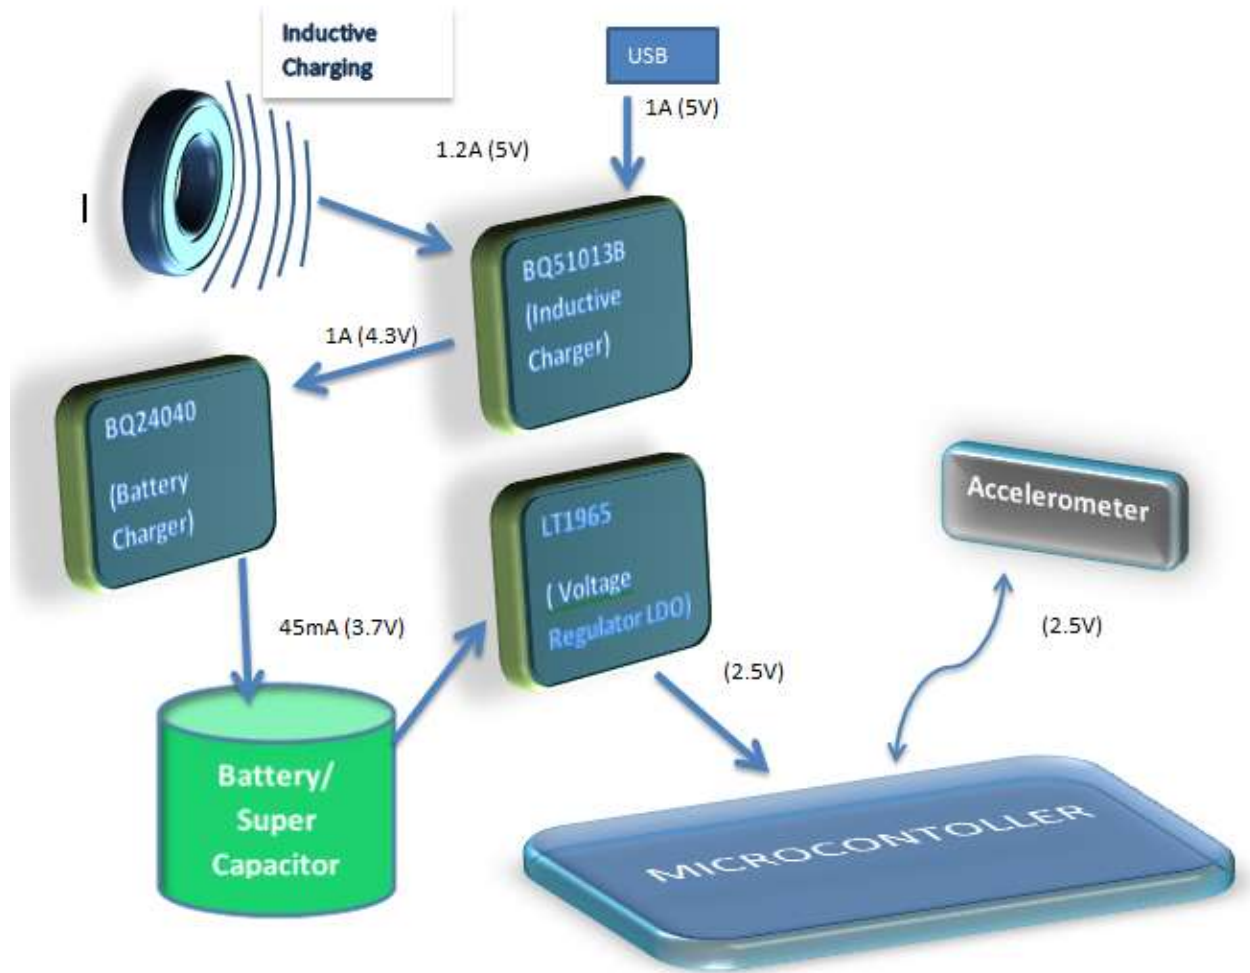 Inductive
Charging
USB
1A (5V)
1.2A (5V)
BQ51013B
(Inductive
Charger)
1A (4.3V)
BQ24040
(Battery
Charger)
LT1965
( Voltage
Regulator LDO)
Accelerometer
45mA (3.7V)
(2.5V)
(2.5V)
Battery/
Super
Capacitor
MICROCONTOLLER